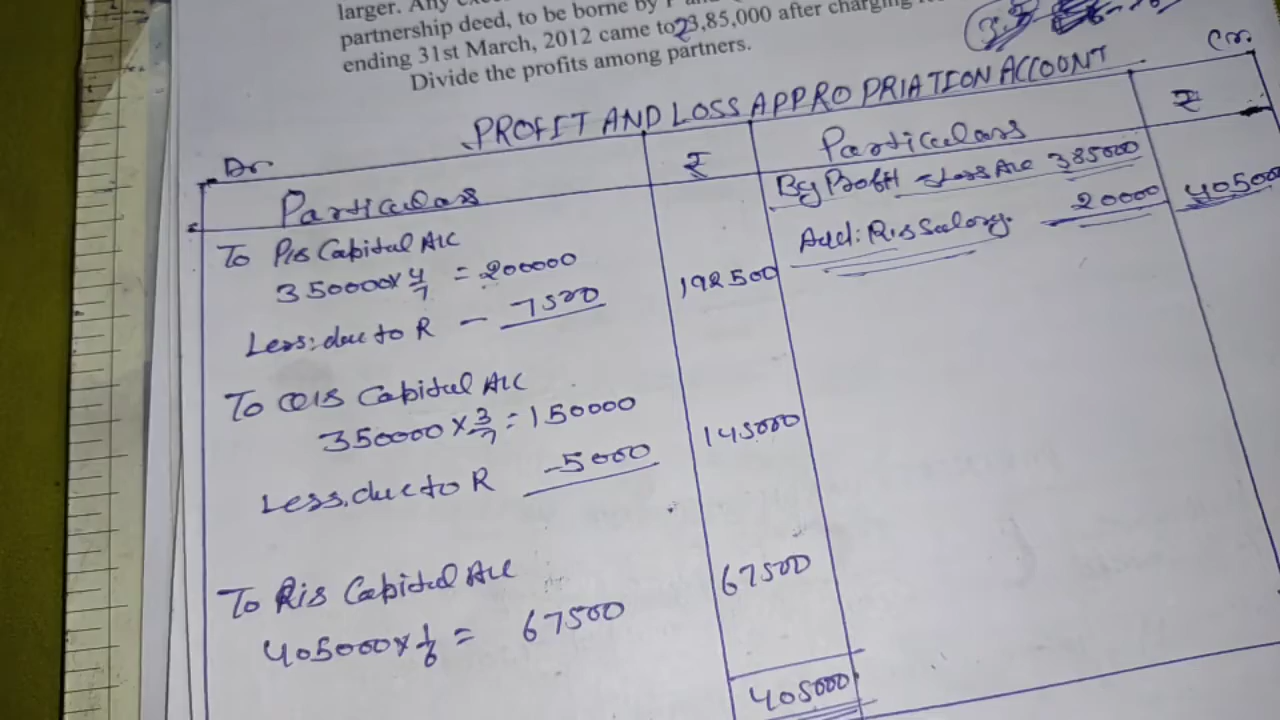 larger. Any
partnership deed, to be borne by P and
ending 31st March, 2012 came to ₹3,85,000 after charging
Divide the profits among partners.
PROFIT AND LOSS APPROPRIATION ACCOUNT
Dr Cr.
Particulars ₹ Particulars ₹
By Profit & Loss A/c 385000
Add: R's Salary. 20000 40500
To P's Capital A/c
350000 × 4/7 = 200000
Less: due to R - 7500 192500
To Q's Capital A/c
350000 × 3/7 = 150000
Less. due to R -5000 145000
To R's Capital A/c
405000 × 1/6 = 67500 67500
405000